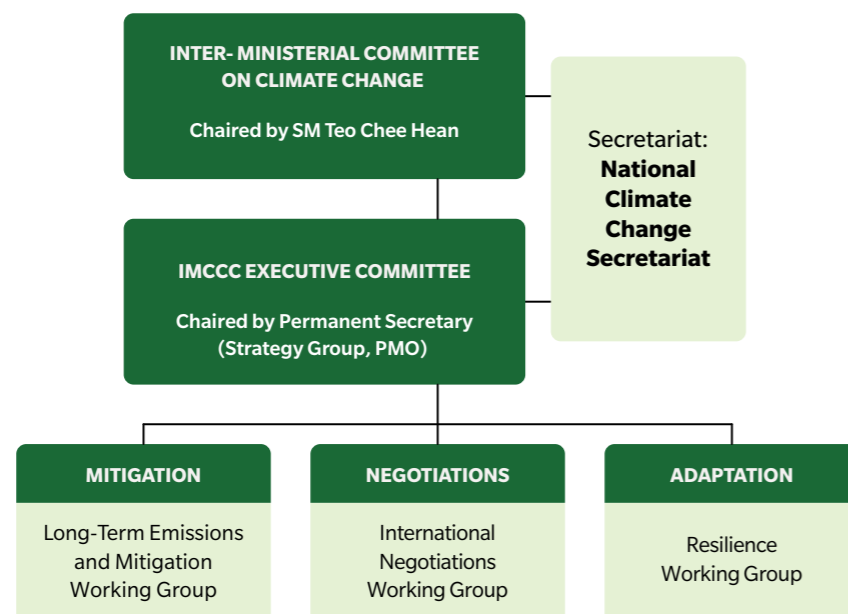 INTER- MINISTERIAL COMMITTEE
ON CLIMATE CHANGE
Chaired by SM Teo Chee Hean
Secretariat:
National
Climate
Change
Secretariat
IMCCC EXECUTIVE COMMITTEE
Chaired by Permanent Secretary
(Strategy Group, PMO)
MITIGATION
Long-Term Emissions
and Mitigation
Working Group
NEGOTIATIONS
International
Negotiations
Working Group
ADAPTATION
Resilience
Working Group